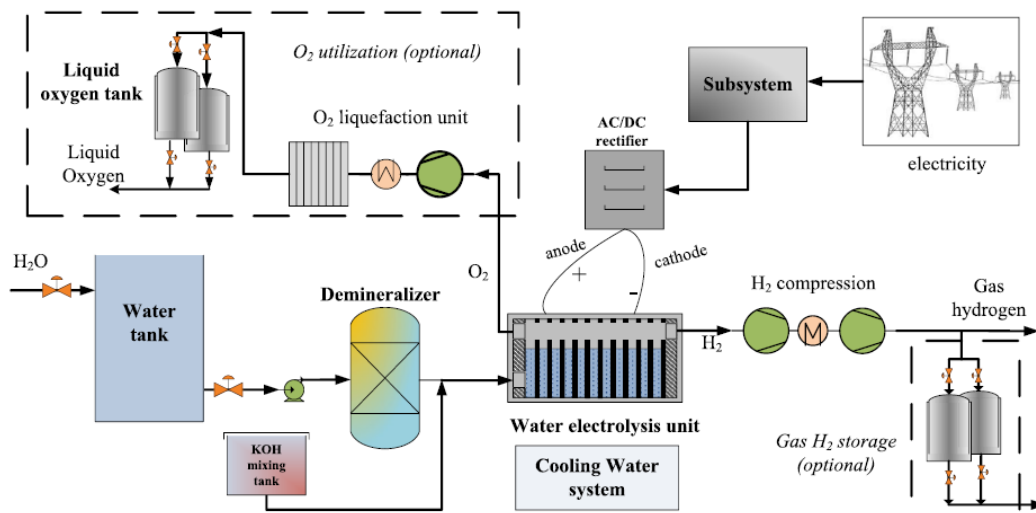 O₂ utilization (optional)
Liquid
oxygen tank
O₂ liquefaction unit
Liquid
Oxygen
Subsystem
electricity
AC/DC
rectifier
anode
+
cathode
-
H₂O
Water
tank
Demineralizer
O₂
H₂
H₂ compression
Gas
hydrogen
KOH
mixing
tank
Water electrolysis unit
Cooling Water
system
Gas H₂ storage
(optional)